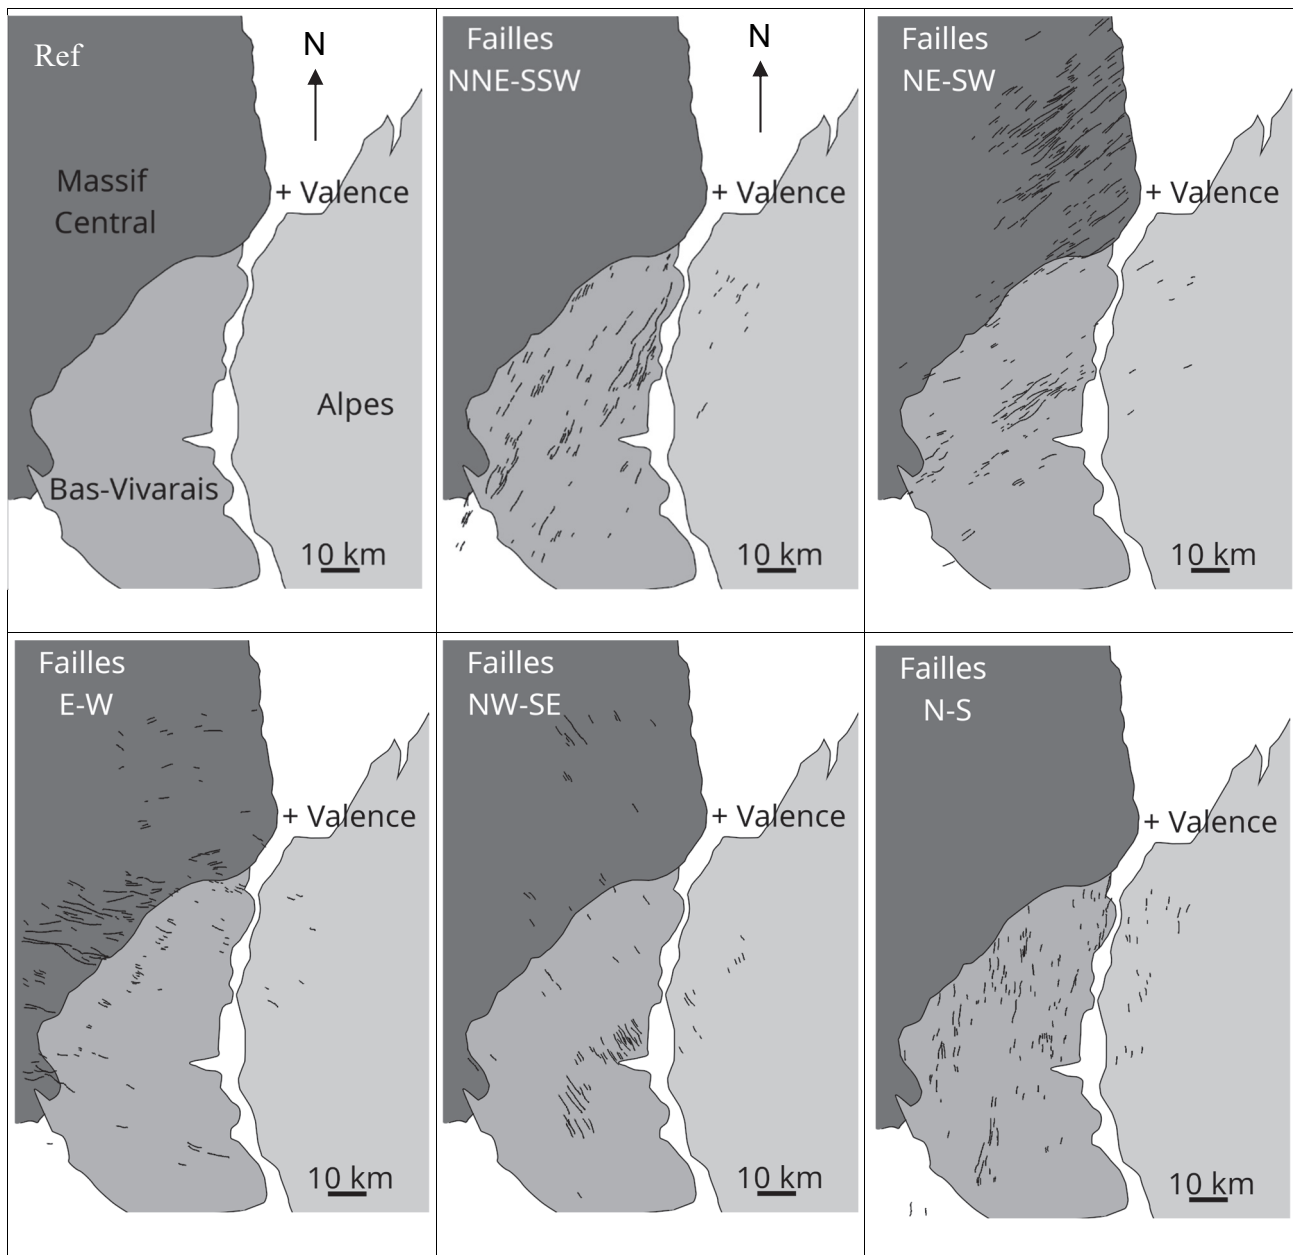 Ref
N
Massif
Central
+ Valence
Alpes
Bas-Vivarais
10 km
Failles
NNE-SSW
N
+ Valence
10 km
Failles
NE-SW
+ Valence
10 km
Failles
E-W
+ Valence
10 km
Failles
NW-SE
+ Valence
10 km
Failles
N-S
+ Valence
10 km